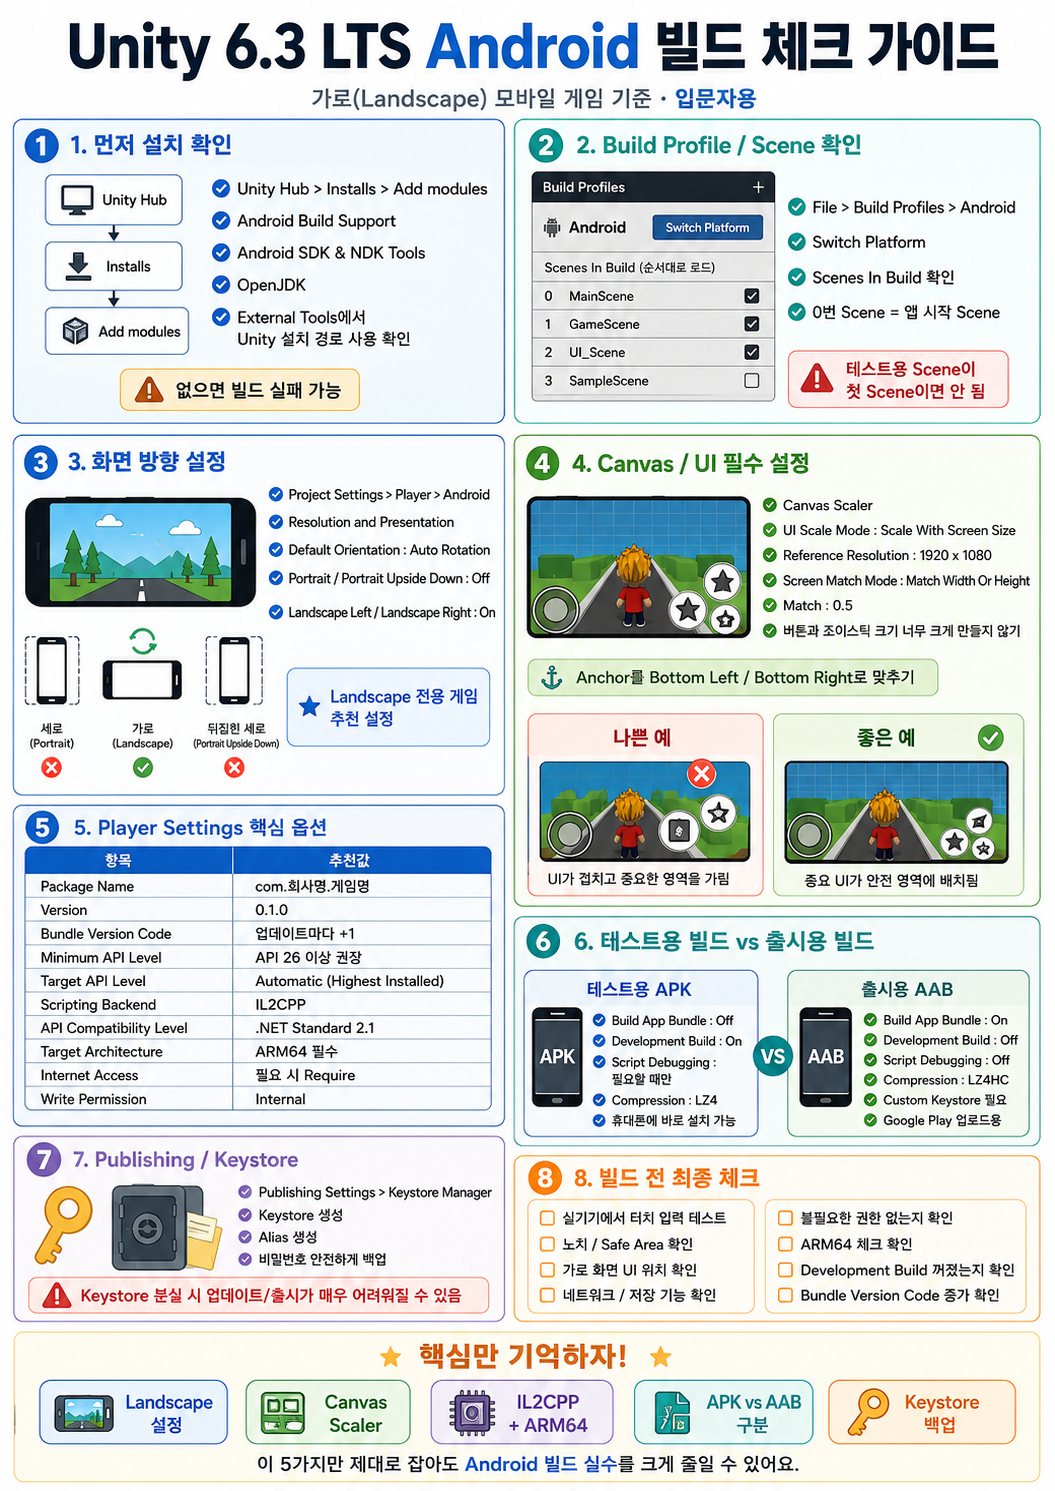 Unity 6.3 LTS Android 빌드 체크 가이드
가로(Landscape) 모바일 게임 기준 · 입문자용
1 1. 먼저 설치 확인
Unity Hub
Installs
Add modules
Unity Hub > Installs > Add modules
Android Build Support
Android SDK & NDK Tools
OpenJDK
External Tools에서
Unity 설치 경로 사용 확인
없으면 빌드 실패 가능
2 2. Build Profile / Scene 확인
Build Profiles +
Android Switch Platform
Scenes In Build (순서대로 로드)
0 MainScene
1 GameScene
2 UI_Scene
3 SampleScene
File > Build Profiles > Android
Switch Platform
Scenes In Build 확인
0번 Scene = 앱 시작 Scene
테스트용 Scene이
첫 Scene이면 안 됨
3 3. 화면 방향 설정
Project Settings > Player > Android
Resolution and Presentation
Default Orientation : Auto Rotation
Portrait / Portrait Upside Down : Off
Landscape Left / Landscape Right : On
세로
(Portrait)
가로
(Landscape)
뒤집힌 세로
(Portrait Upside Down)
Landscape 전용 게임
추천 설정
4 4. Canvas / UI 필수 설정
Canvas Scaler
UI Scale Mode : Scale With Screen Size
Reference Resolution : 1920 x 1080
Screen Match Mode : Match Width Or Height
Match : 0.5
버튼과 조이스틱 크기 너무 크게 만들지 않기
Anchor를 Bottom Left / Bottom Right로 맞추기
나쁜 예
UI가 접치고 중요한 영역을 가림
좋은 예
중요 UI가 안전 영역에 배치됨
5 5. Player Settings 핵심 옵션
항목 추천값
Package Name com.회사명.게임명
Version 0.1.0
Bundle Version Code 업데이트마다 +1
Minimum API Level API 26 이상 권장
Target API Level Automatic (Highest Installed)
Scripting Backend IL2CPP
API Compatibility Level .NET Standard 2.1
Target Architecture ARM64 필수
Internet Access 필요 시 Require
Write Permission Internal
6 6. 태스트용 빌드 vs 출시용 빌드
테스트용 APK
APK
Build App Bundle : Off
Development Build : On
Script Debugging :
필요할 때만
Compression : LZ4
휴대폰에 바로 설치 가능
VS
출시용 AAB
AAB
Build App Bundle : On
Development Build : Off
Script Debugging : Off
Compression : LZ4HC
Custom Keystore 필요
Google Play 업로드용
7 7. Publishing / Keystore
Publishing Settings > Keystore Manager
Keystore 생성
Alias 생성
비밀번호 안전하게 백업
Keystore 분실 시 업데이트/출시가 매우 어려워질 수 있음
8 8. 빌드 전 최종 체크
실기기에서 터치 입력 테스트
노치 / Safe Area 확인
가로 화면 UI 위치 확인
네트워크 / 저장 기능 확인
불필요한 권한 없는지 확인
ARM64 체크 확인
Development Build 꺼졌는지 확인
Bundle Version Code 증가 확인
핵심만 기억하자!
Landscape
설정
Canvas
Scaler
IL2CPP
+ ARM64
APK vs AAB
구분
Keystore
백업
이 5가지만 제대로 잡아도 Android 빌드 실수를 크게 줄일 수 있어요.